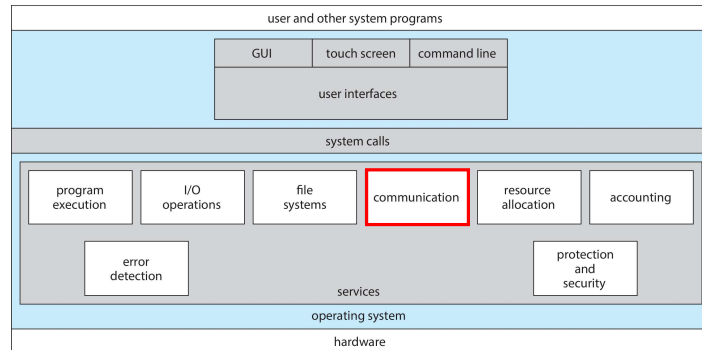 user and other system programs
GUI touch screen command line
user interfaces
system calls
program
execution
I/O
operations
file
systems
communication
resource
allocation
accounting
error
detection
protection
and
security
services
operating system
hardware